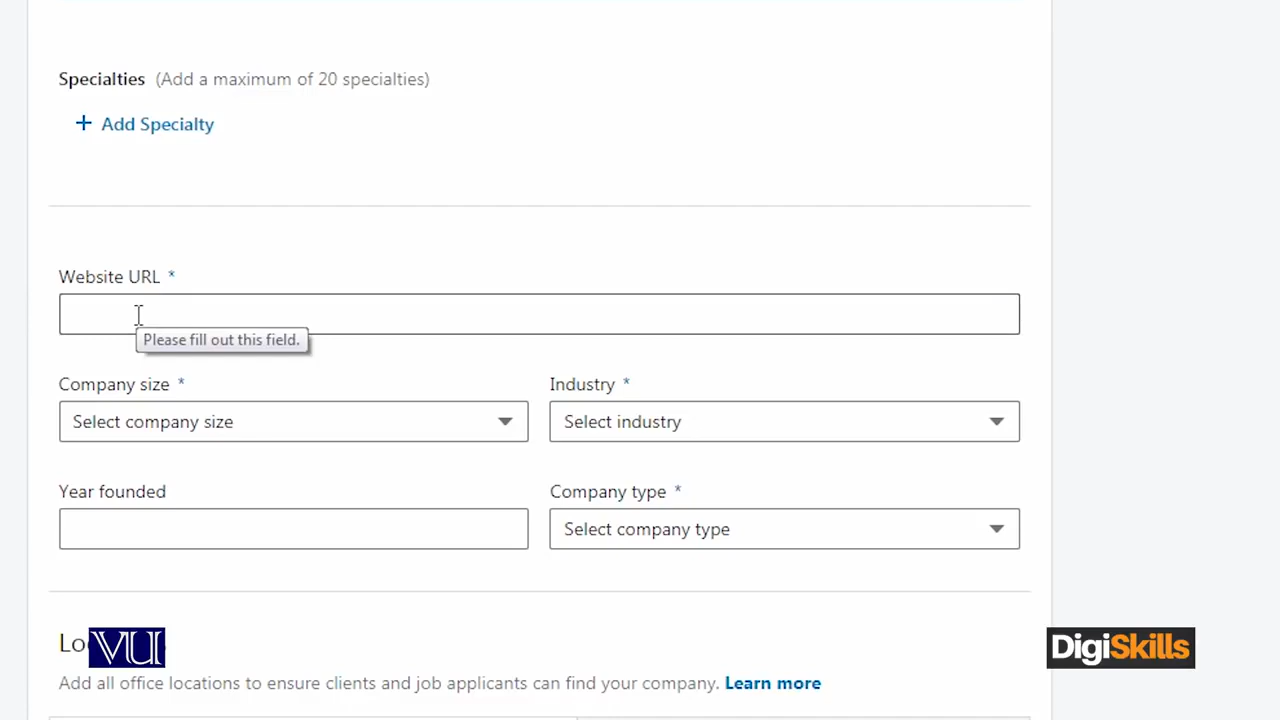 Specialties (Add a maximum of 20 specialties)
+ Add Specialty
Website URL *
Please fill out this field.
Company size * Industry *
Select company size Select industry
Year founded Company type *
Select company type
Lo
VU
DigiSkills
Add all office locations to ensure clients and job applicants can find your company. Learn more